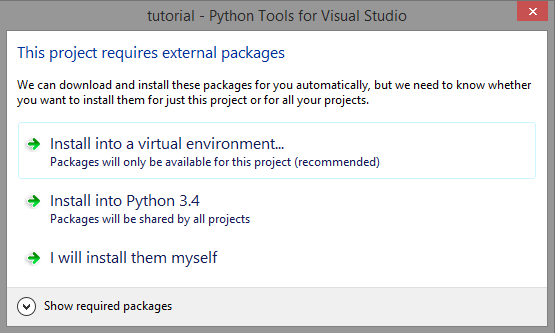 tutorial - Python Tools for Visual Studio
This project requires external packages
We can download and install these packages for you automatically, but we need to know whether
you want to install them for just this project or for all your projects.
Install into a virtual environment...
Packages will only be available for this project (recommended)
Install into Python 3.4
Packages will be shared by all projects
I will install them myself
Show required packages